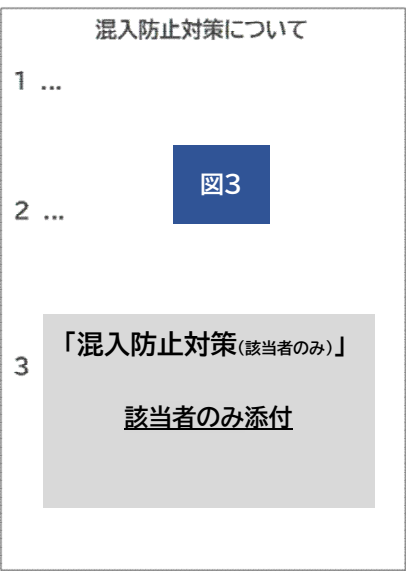 混入防止対策について
1 ...
図3
2 ...
「混入防止対策(該当者のみ)」
3
該当者のみ添付